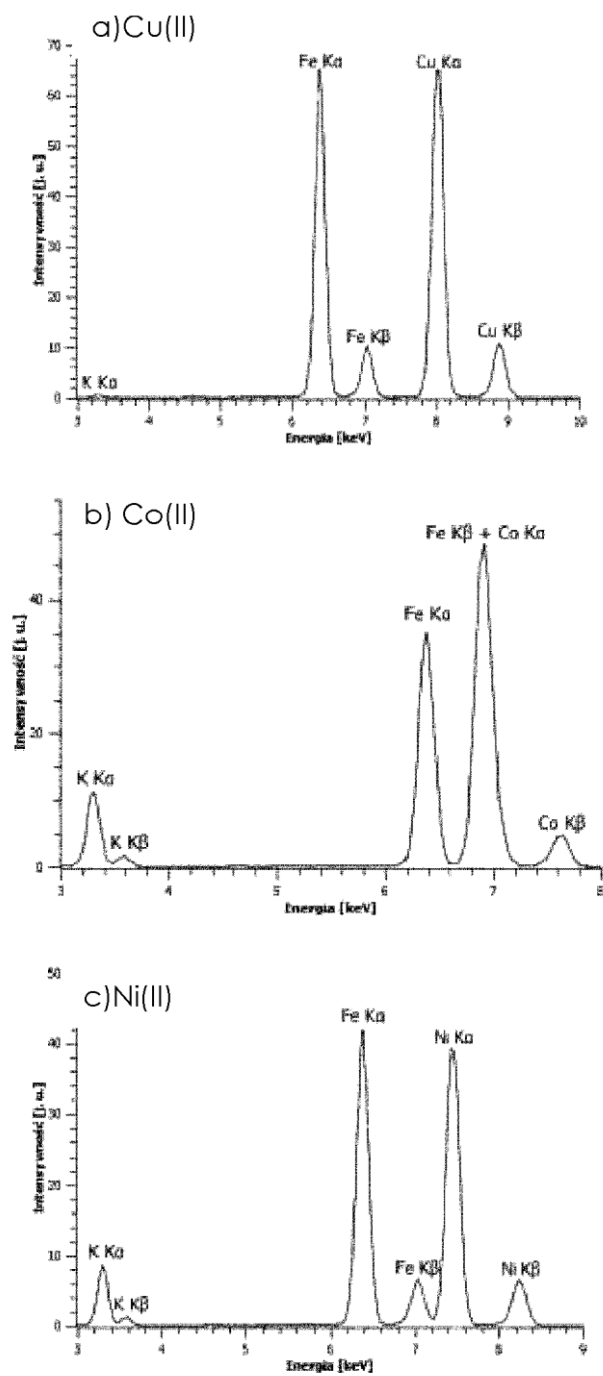 a)Cu(II)
70
60
50
40
30
20
10
0
Intensywność [j. u.]
Fe Kα
Cu Kα
Fe Kβ
Cu Kβ
K Kα
3 4 5 6 7 8 9 10
Energia [keV]
b) Co(II)
40
20
0
Intensywność [j. u.]
Fe Kβ + Co Kα
Fe Kα
K Kα
K Kβ
Co Kβ
3 4 5 6 7 8
Energia [keV]
c)Ni(II)
50
40
30
20
10
0
Intensywność [j. u.]
Fe Kα
Ni Kα
K Kα
K Kβ
Fe Kβ
Ni Kβ
3 4 5 6 7 8 9
Energia [keV]